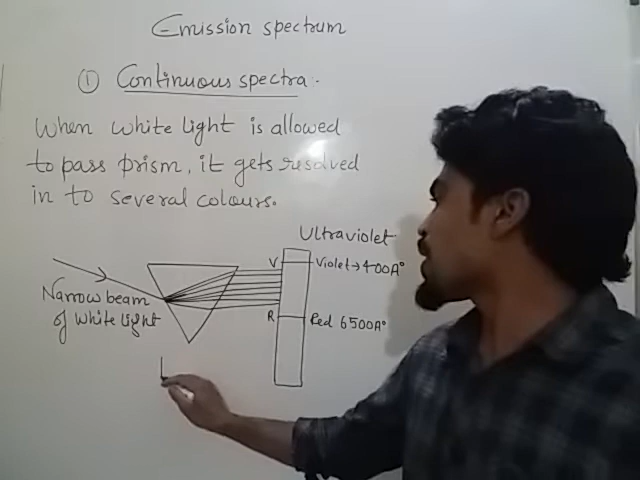 Emission spectrum
① Continuous spectra.
When white light is allowed
to pass prism, it gets resolved
in to several colours.
Ultraviolet
V Violet → 400A°
Narrow beam
of white light
R Red 6500A°